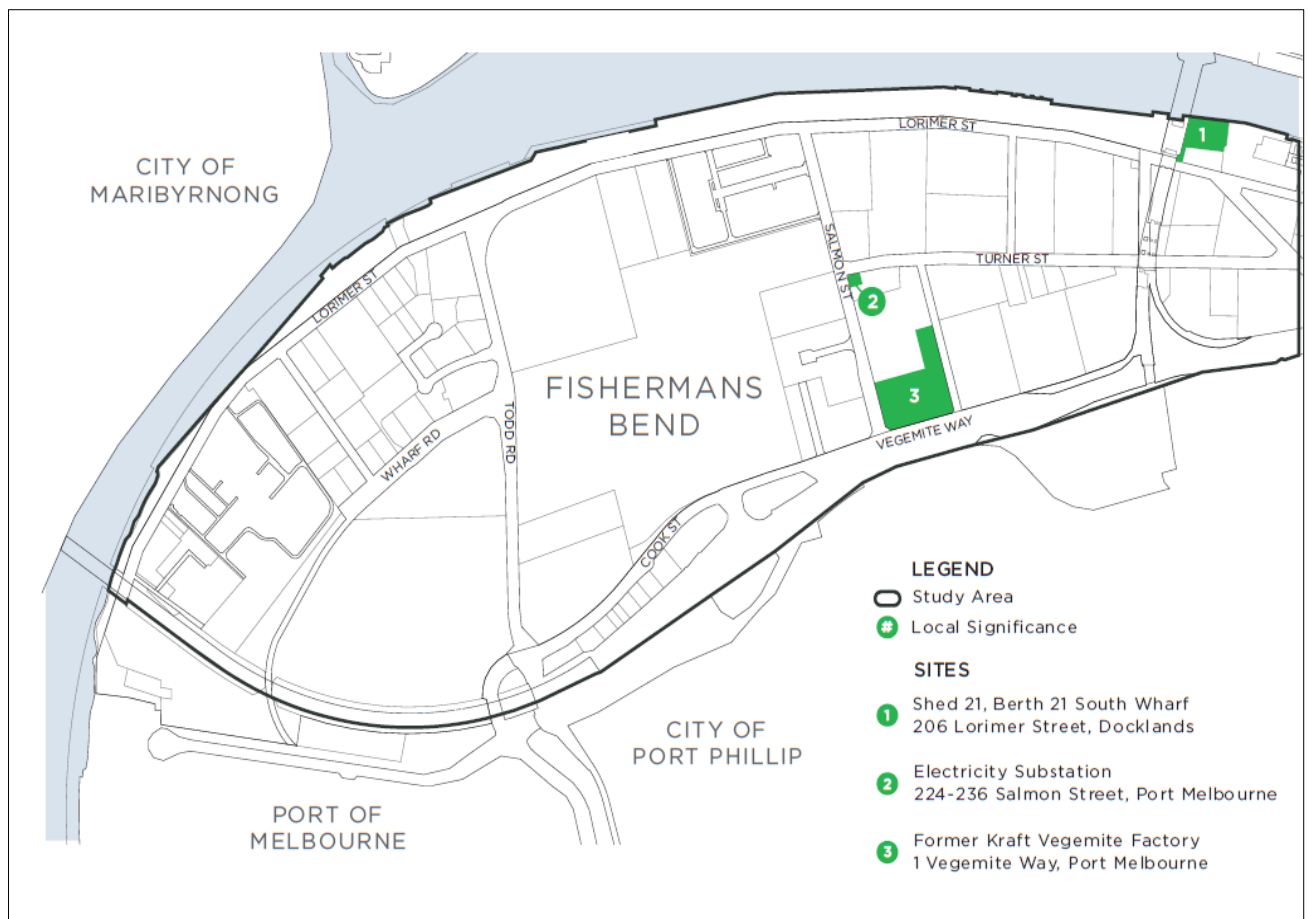 LORIMER ST
1
CITY OF
MARIBYRNONG
SALMON ST
TURNER ST
LORIMER ST
2
FISHERMANS
BEND
3
TODD RD
VEGEMITE WAY
WHARF RD
COOK ST
LEGEND
Study Area
# Local Significance
SITES
1 Shed 21, Berth 21 South Wharf
206 Lorimer Street, Docklands
CITY OF
PORT PHILLIP
2 Electricity Substation
224-236 Salmon Street, Port Melbourne
PORT OF
MELBOURNE
3 Former Kraft Vegemite Factory
1 Vegemite Way, Port Melbourne